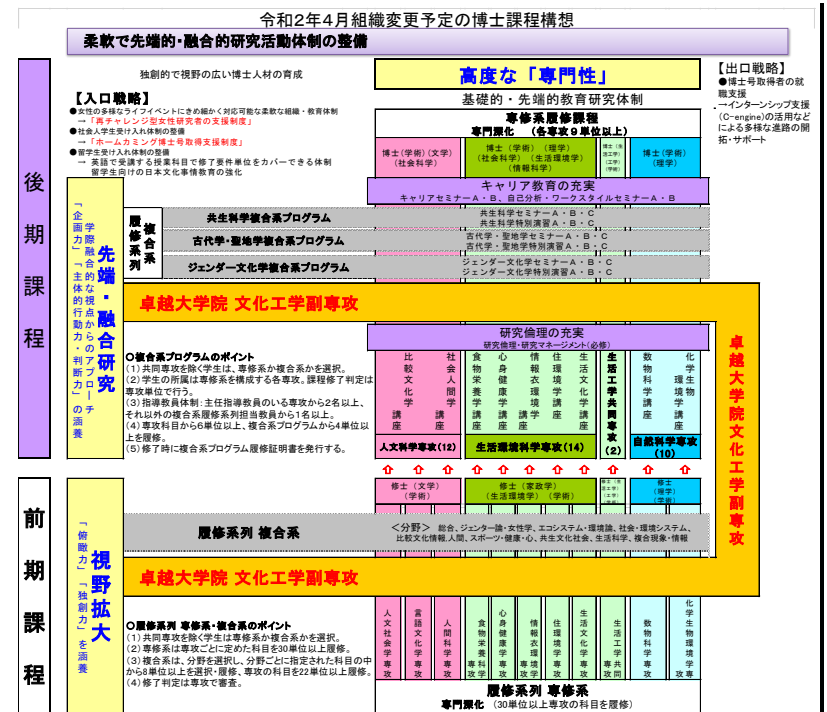 令和2年4月組織変更予定の博士課程構想
柔軟で先端的・融合的研究活動体制の整備
独創的で視野の広い博士人材の育成
【入口戦略】
●女性の多様なライフイベントにきめ細かく対応可能な柔軟な組織・教育体制
→「再チャレンジ型女性研究者の支援制度」
●社会人学生受け入れ体制の整備
→「ホームカミング博士号取得支援制度」
●留学生受け入れ体制の整備
→ 英語で受講する授業科目で修了要件単位をカバーできる体制
留学生向けの日本文化事情教育の強化
高度な「専門性」
基礎的・先端的教育研究体制
専修系履修課程
専門深化 (各専攻9単位以上)
博士(学術)(文学)
(社会科学)
博士(学術)(理学)
(社会科学)(生活環境学)
(情報科学)
博士(生
活工学)
(工学)
(学術)
博士(学術)
(理学)
【出口戦略】
●博士号取得者の就
職支援
→インターンシップ支援
(C-engine)の活用など
による多様な進路の開
拓・サポート
後期課程
キャリア教育の充実
キャリアセミナーA・B、自己分析・ワークスタイルセミナーA・B
「企画力」「主体的行動力・判断力」の涵養
学際融合的な視点からのアプローチ
先端・融合研究
履修系列
複合系
共生科学複合系プログラム
共生科学セミナーA・B・C
共生科学特別演習A・B・C
古代学・聖地学複合系プログラム
古代学・聖地学セミナーA・B・C
古代学・聖地学特別演習A・B・C
ジェンダー文化学複合系プログラム
ジェンダー文化学セミナーA・B・C
ジェンダー文化学特別演習A・B・C
卓越大学院 文化工学副専攻
卓越大学院文化工学副専攻
研究倫理の充実
研究倫理・研究マネージメント(必修)
○複合系プログラムのポイント
(1)共同専攻を除く学生は、専修系か複合系かを選択。
(2)学生の所属は専修系を構成する各専攻。課程修了判定は
専攻単位で行う。
(3)指導教員体制:主任指導教員のいる専攻から2名以上、
それ以外の複合系履修系列担当教員から1名以上。
(4)専攻科目から6単位以上、複合系プログラムから4単位以
上を履修。
(5)修了時に複合系プログラム履修証明書を発行する。
比較文化学講座
社会人間学講座
食物栄養学講座
心身健康学講座
情報衣環境学講座
住環境学講座
生活文化学講座
生活工学共同専攻(2)
数物科学講座
化学生物環境学講座
人文科学専攻(12)
生活環境科学専攻(14)
自然科学専攻
(10)
修士(文学)
(学術)
修士(家政学)
(生活環境学)(学術)
修士
(理学)
(学術)
前期課程
「俯瞰力」「独創力」を涵養
視野拡大
履修系列 複合系
<分野> 総合、ジェンター論・女性学、エコシステム・環境論、社会・環境システム、
比較文化情報、人間、スポーツ・健康・心、共生文化社会、生活科学、複合現象・情報
卓越大学院 文化工学副専攻
○履修系列 専修系・複合系のポイント
(1)共同専攻を除く学生は専修系か複合系かを選択。
(2)専修系は専攻ごとに定めた科目を30単位以上履修。
(3)複合系は、分野を選択し、分野ごとに指定された科目の中
から8単位以上を選択・履修、専攻の科目を22単位以上履修。
(4)修了判定は専攻で審査。
人文社会学専攻
言語文化学専攻
人間科学専攻
食物栄養学専攻
心身健康学専攻
情報衣環境学専攻
住環境学専攻
生活文化学専攻
生活工学共同専攻
数物科学専攻
化学生物環境学専攻
履修系列 専修系
専門深化 (30単位以上専攻の科目を履修)